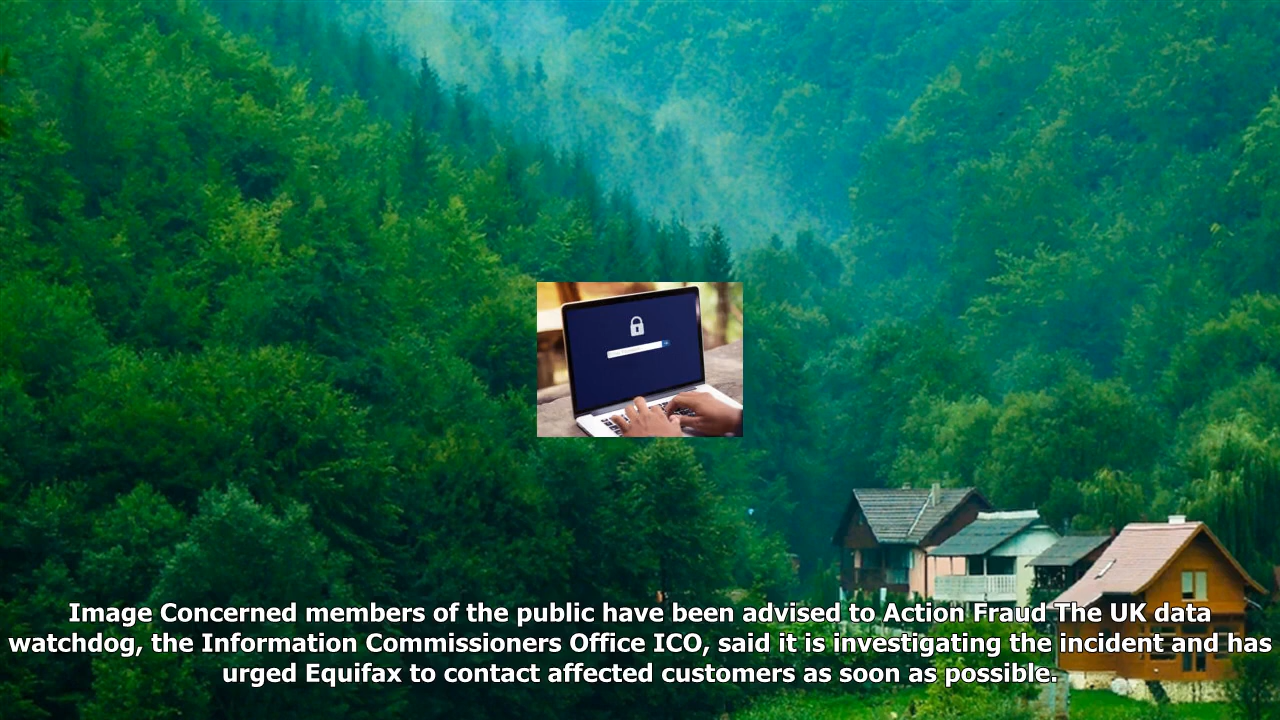 Image Concerned members of the public have been advised to Action Fraud The UK data
watchdog, the Information Commissioners Office ICO, said it is investigating the incident and has
urged Equifax to contact affected customers as soon as possible.